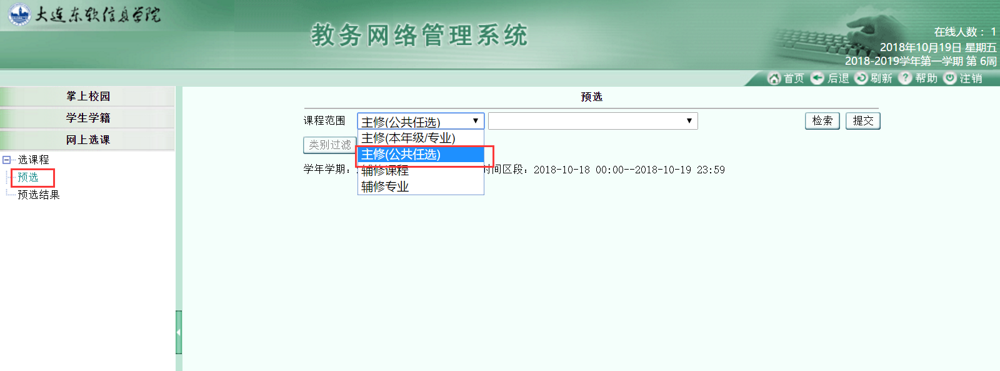 大连东软信息学院
教务网络管理系统
在线人数： 1
2018年10月19日 星期五
2018-2019学年第一学期 第 6周
首页 后退 刷新 帮助 注销
掌上校园
学生学籍
网上选课
选课程
预选
预选结果
预选
课程范围 主修(公共任选) 检索 提交
主修(本年级/专业)
类别过滤
主修(公共任选)
学年学期： 时间区段：2018-10-18 00:00--2018-10-19 23:59
辅修课程
辅修专业